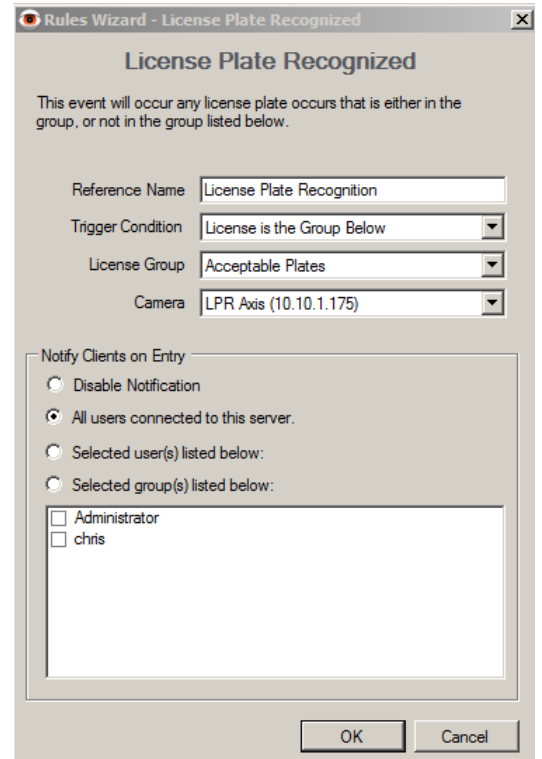 Rules Wizard - License Plate Recognized
License Plate Recognized
This event will occur any license plate occurs that is either in the
group, or not in the group listed below.
Reference Name License Plate Recognition
Trigger Condition License is the Group Below
License Group Acceptable Plates
Camera LPR Axis (10.10.1.175)
Notify Clients on Entry
Disable Notification
All users connected to this server.
Selected user(s) listed below:
Selected group(s) listed below:
Administrator
chris
OK Cancel